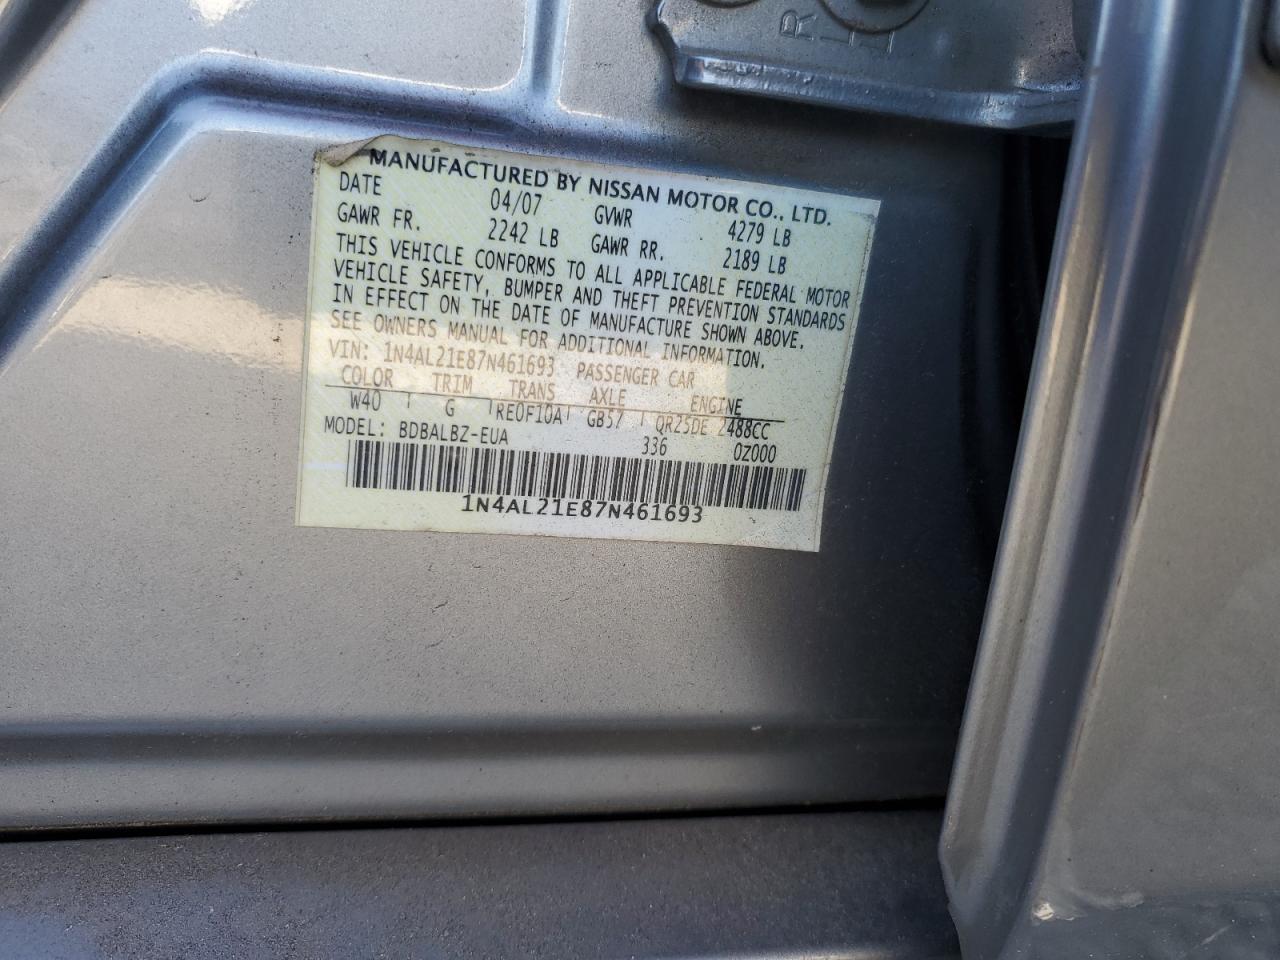 R
MANUFACTURED BY NISSAN MOTOR CO., LTD.
DATE 04/07 GVWR 4279 LB
GAWR FR. 2242 LB GAWR RR. 2189 LB
THIS VEHICLE CONFORMS TO ALL APPLICABLE FEDERAL MOTOR
VEHICLE SAFETY, BUMPER AND THEFT PREVENTION STANDARDS
IN EFFECT ON THE DATE OF MANUFACTURE SHOWN ABOVE.
SEE OWNERS MANUAL FOR ADDITIONAL INFORMATION.
VIN: 1N4AL21E87N461693 PASSENGER CAR
COLOR TRIM TRANS AXLE ENGINE
W40 G RE0F10A GB57 QR25DE 2488CC
MODEL: BDBALBZ-EUA 336 0Z000
1N4AL21E87N461693